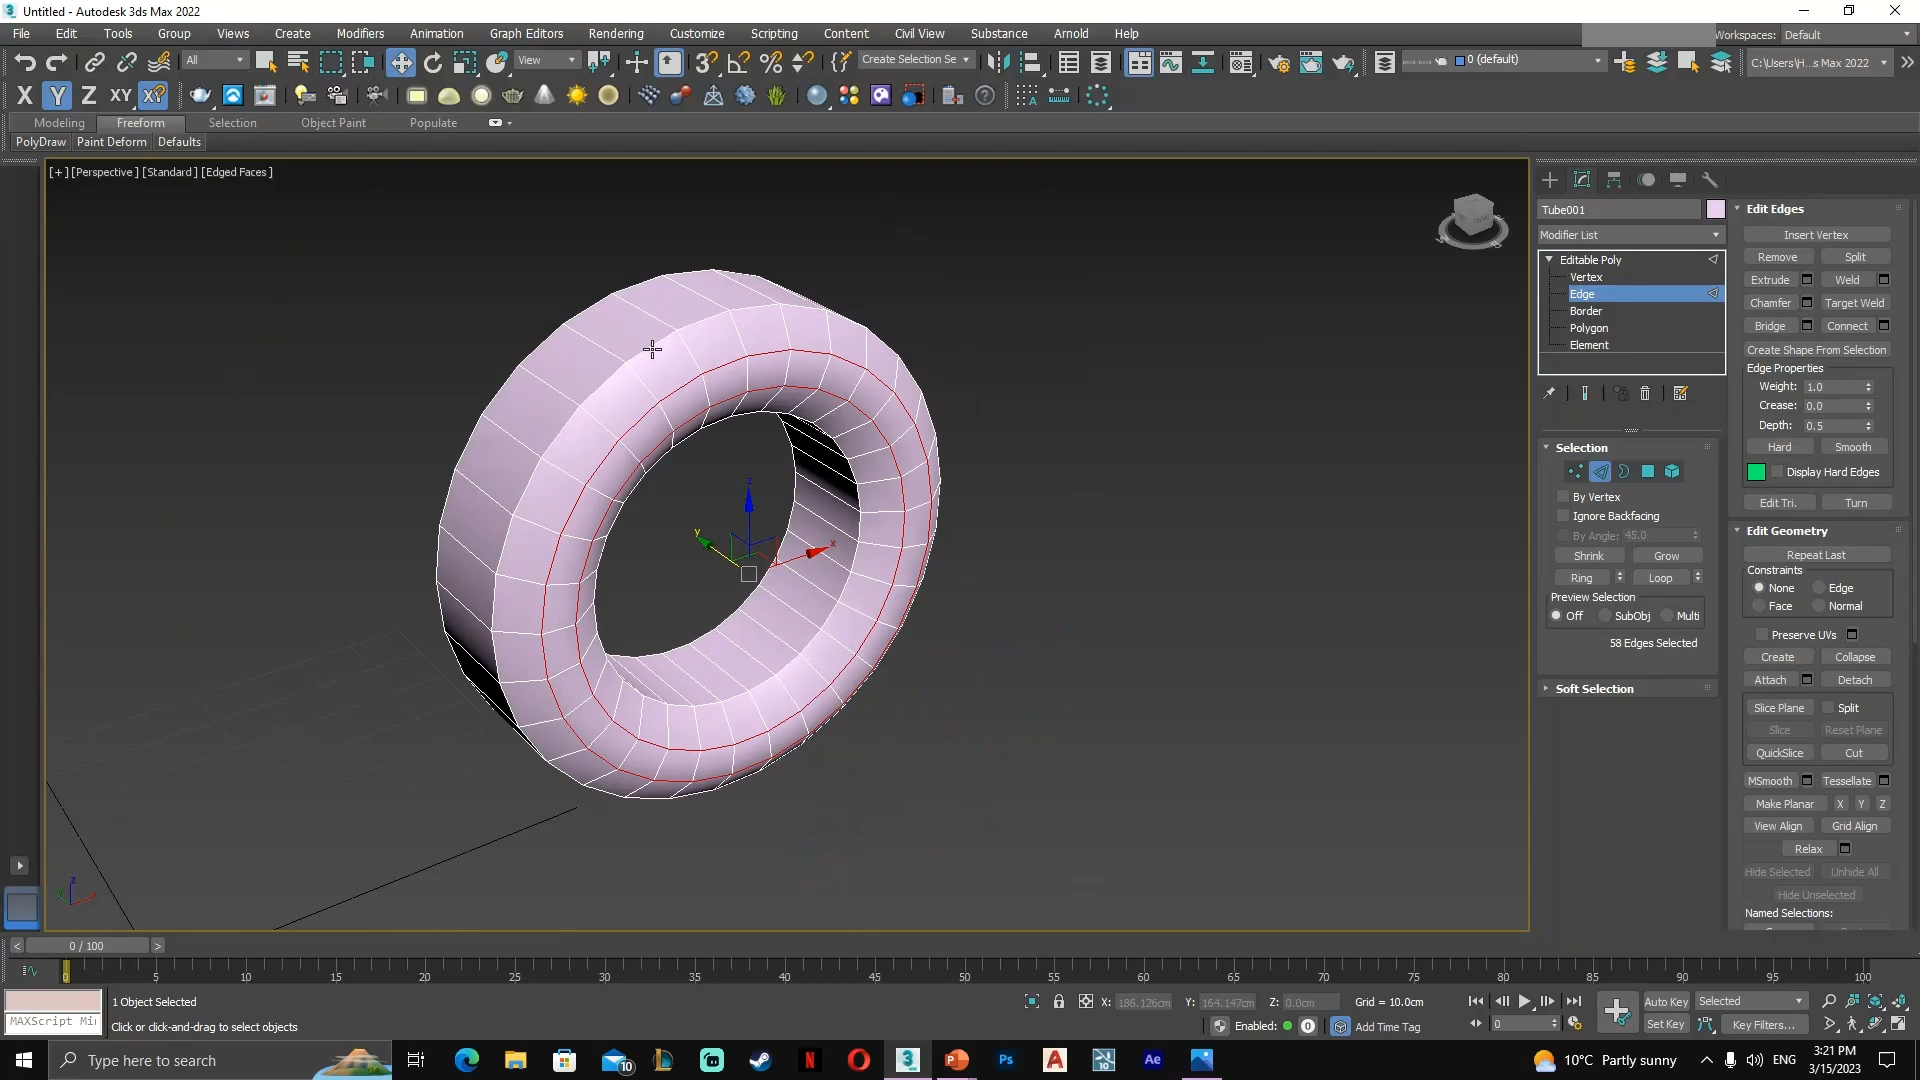 Untitled - Autodesk 3ds Max 2022
File Edit Tools Group Views Create Modifiers Animation Graph Editors Rendering Customize Scripting Content Civil View Substance Arnold Help
Workspaces: Default
All View Create Selection Se 0 (default) C:\Users\H...s Max 2022
X Y Z XY
Modeling Freeform Selection Object Paint Populate
PolyDraw Paint Deform Defaults
[+] [Perspective] [Standard] [Edged Faces]
Tube001
Modifier List
Editable Poly
Vertex
Edge
Border
Polygon
Element
Selection
By Vertex
Ignore Backfacing
By Angle: 45.0
Shrink Grow
Ring Loop
Preview Selection
Off SubObj Multi
58 Edges Selected
Soft Selection
Edit Edges
Insert Vertex
Remove Split
Extrude Weld
Chamfer Target Weld
Bridge Connect
Create Shape From Selection
Edge Properties
Weight: 1.0
Crease: 0.0
Depth: 0.5
Hard Smooth
Display Hard Edges
Edit Tri. Turn
Edit Geometry
Repeat Last
Constraints
None Edge
Face Normal
Preserve UVs
Create Collapse
Attach Detach
Slice Plane Split
Slice Reset Plane
QuickSlice Cut
MSmooth Tessellate
Make Planar X Y Z
View Align Grid Align
Relax
Hide Selected Unhide All
Hide Unselected
Named Selections:
z
y
x
z
< 0 / 100 >
0 5 10 15 20 25 30 35 40 45 50 55 60 65 70 75 80 85 90 95 100
1 Object Selected
X: 186.126cm Y: 164.147cm Z: 0.0cm Grid = 10.0cm
Auto Key Selected
MAXScript Mi
Click or click-and-drag to select objects
Enabled: 0 Add Time Tag
0
Set Key Key Filters...
Type here to search
10
10°C Partly sunny
ENG
3:21 PM
3/15/2023